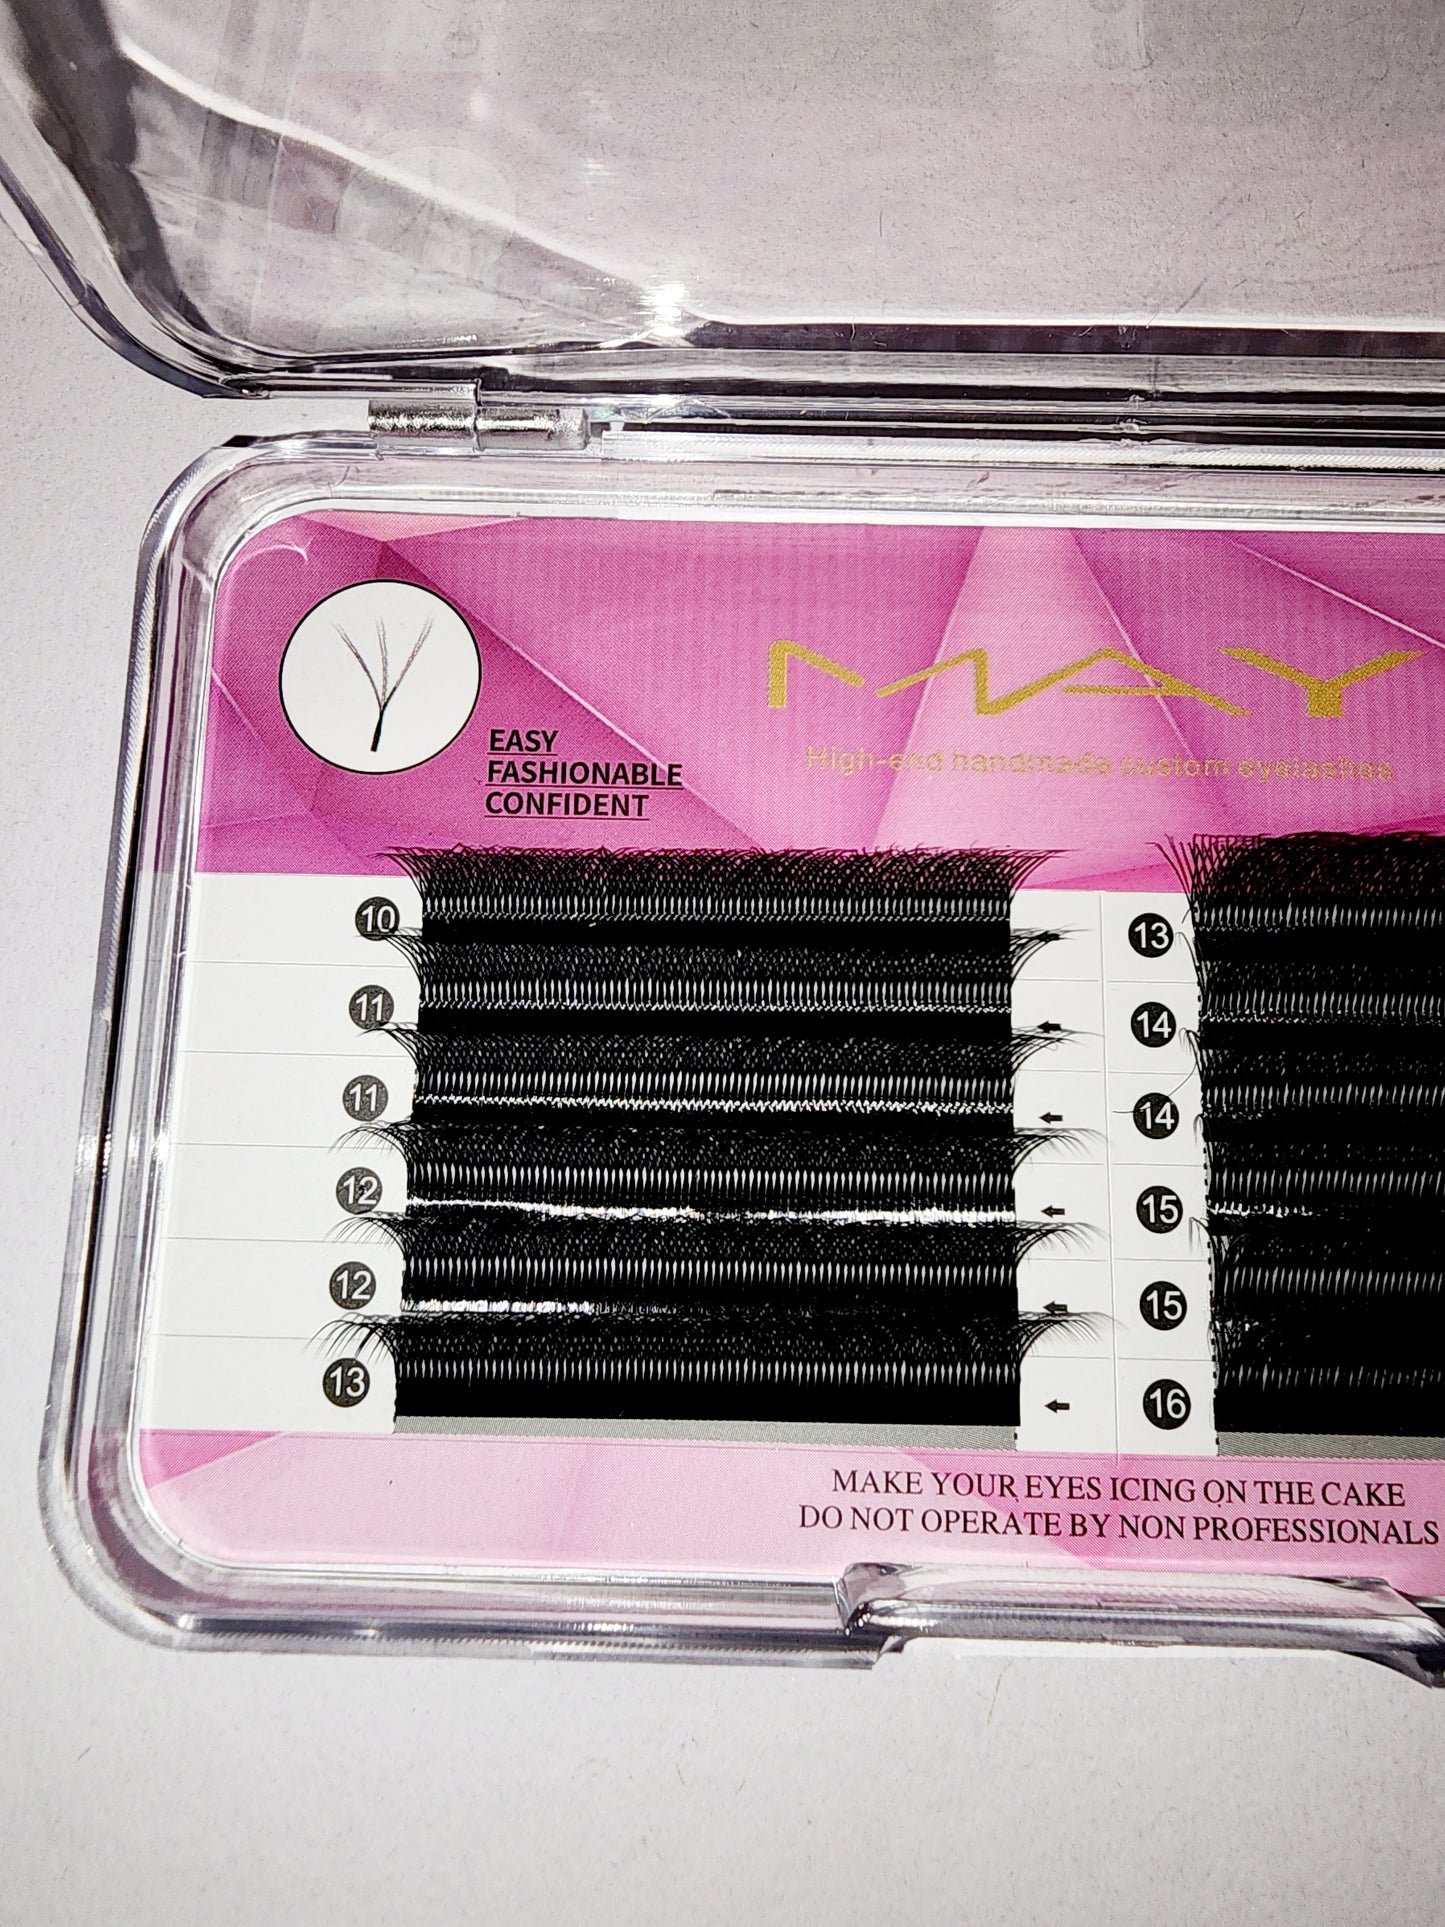 EASY
FASHIONABLE
CONFIDENT
MAY
High-end handmade custom eyelashes
10
11
11
12
12
13
13
14
14
15
15
16
MAKE YOUR EYES ICING ON THE CAKE
DO NOT OPERATE BY NON PROFESSIONALS